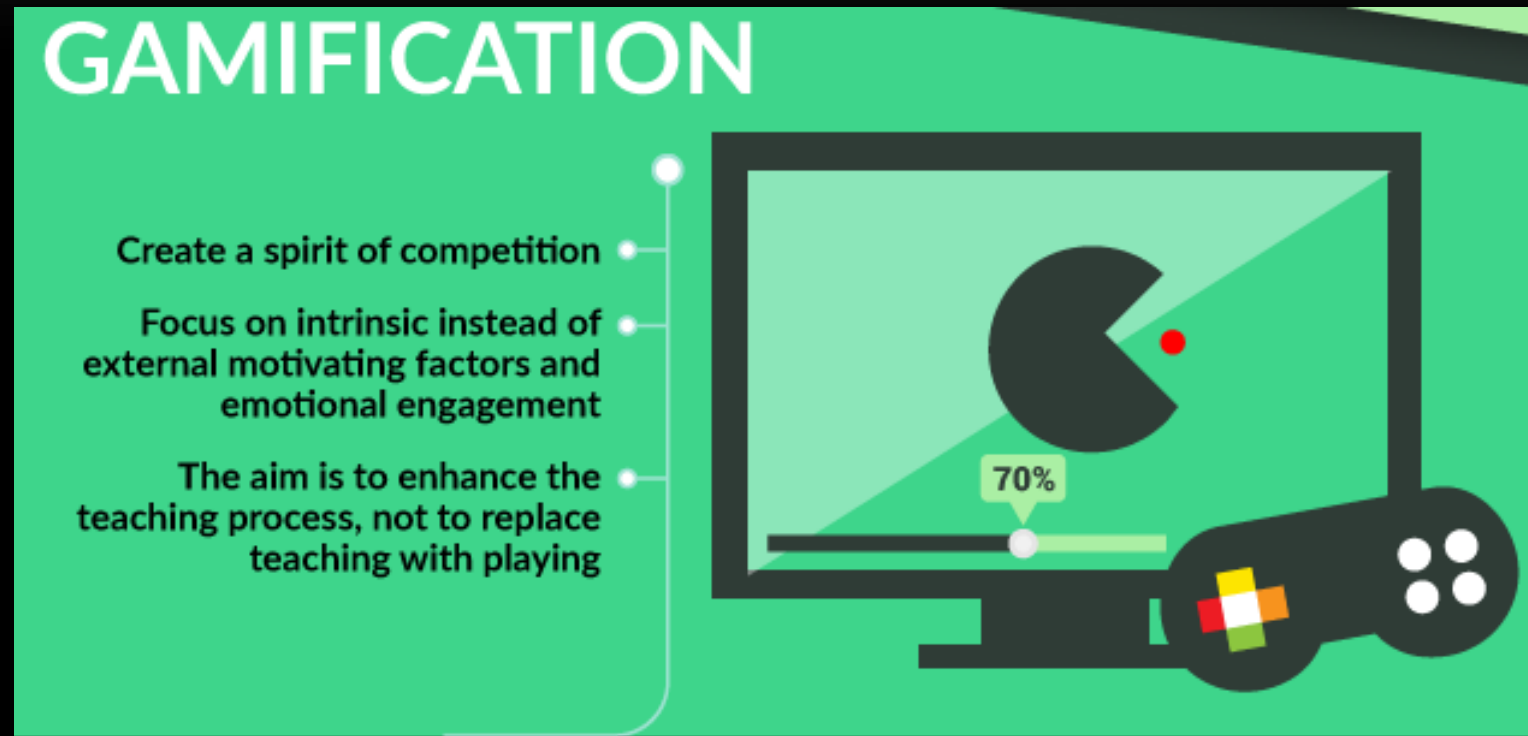 GAMIFICATION
Create a spirit of competition
Focus on intrinsic instead of
external motivating factors and
emotional engagement
The aim is to enhance the
teaching process, not to replace
teaching with playing
70%